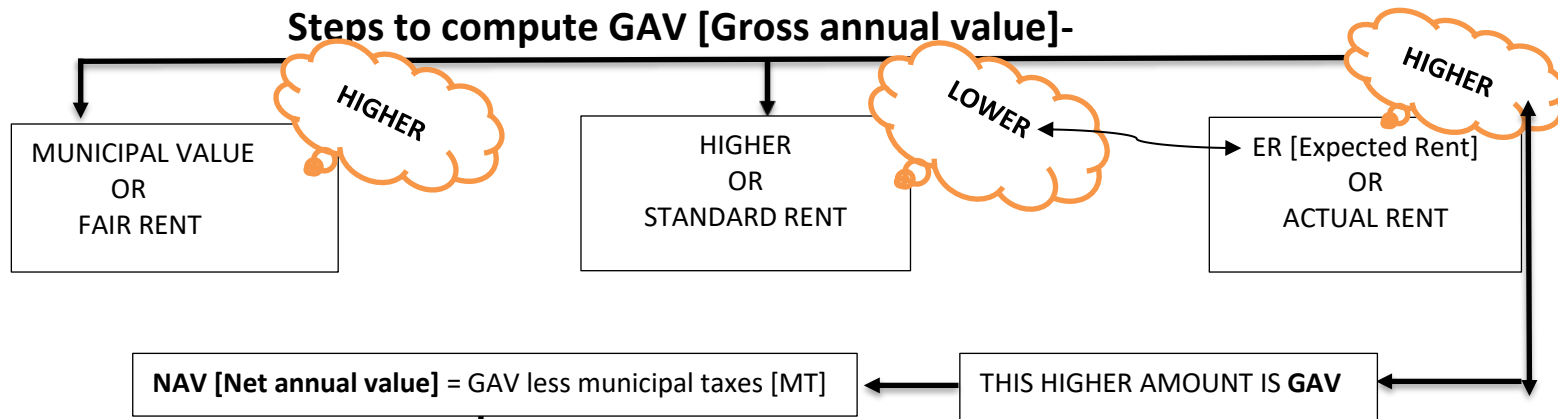 Steps to compute GAV [Gross annual value]-
HIGHER
LOWER
HIGHER
MUNICIPAL VALUE
OR
FAIR RENT
HIGHER
OR
STANDARD RENT
ER [Expected Rent]
OR
ACTUAL RENT
NAV [Net annual value] = GAV less municipal taxes [MT]
THIS HIGHER AMOUNT IS GAV